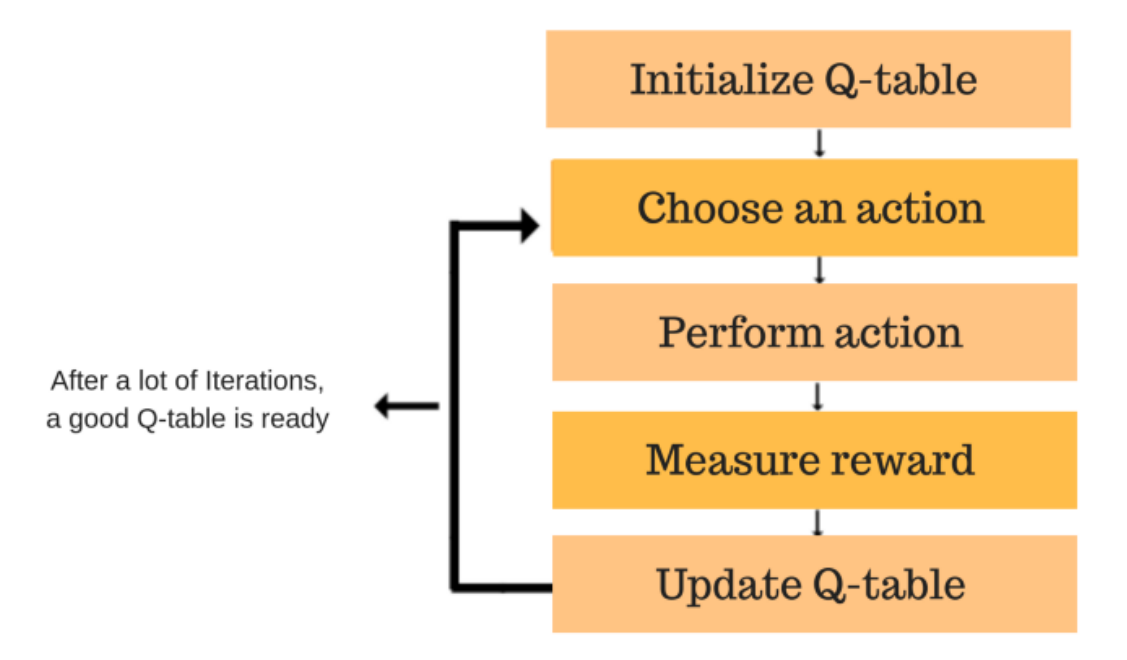 Initialize Q-table
Choose an action
Perform action
After a lot of Iterations,
a good Q-table is ready
Measure reward
Update Q-table